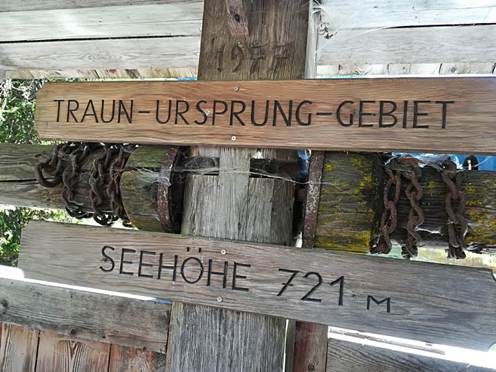 1977
TRAUN-URSPRUNG-GEBIET
SEEHÖHE 721 M